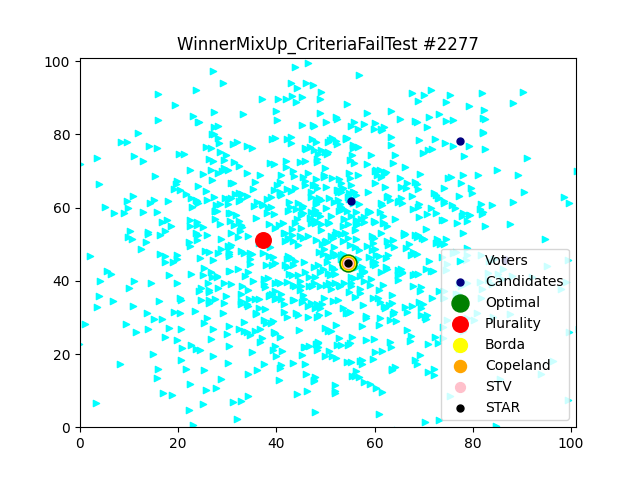 WinnerMixUp_CriteriaFailTest #2277
100
80
60
40
20
0
0
20
40
60
80
100
Voters
Candidates
Optimal
Plurality
Borda
Copeland
STV
STAR